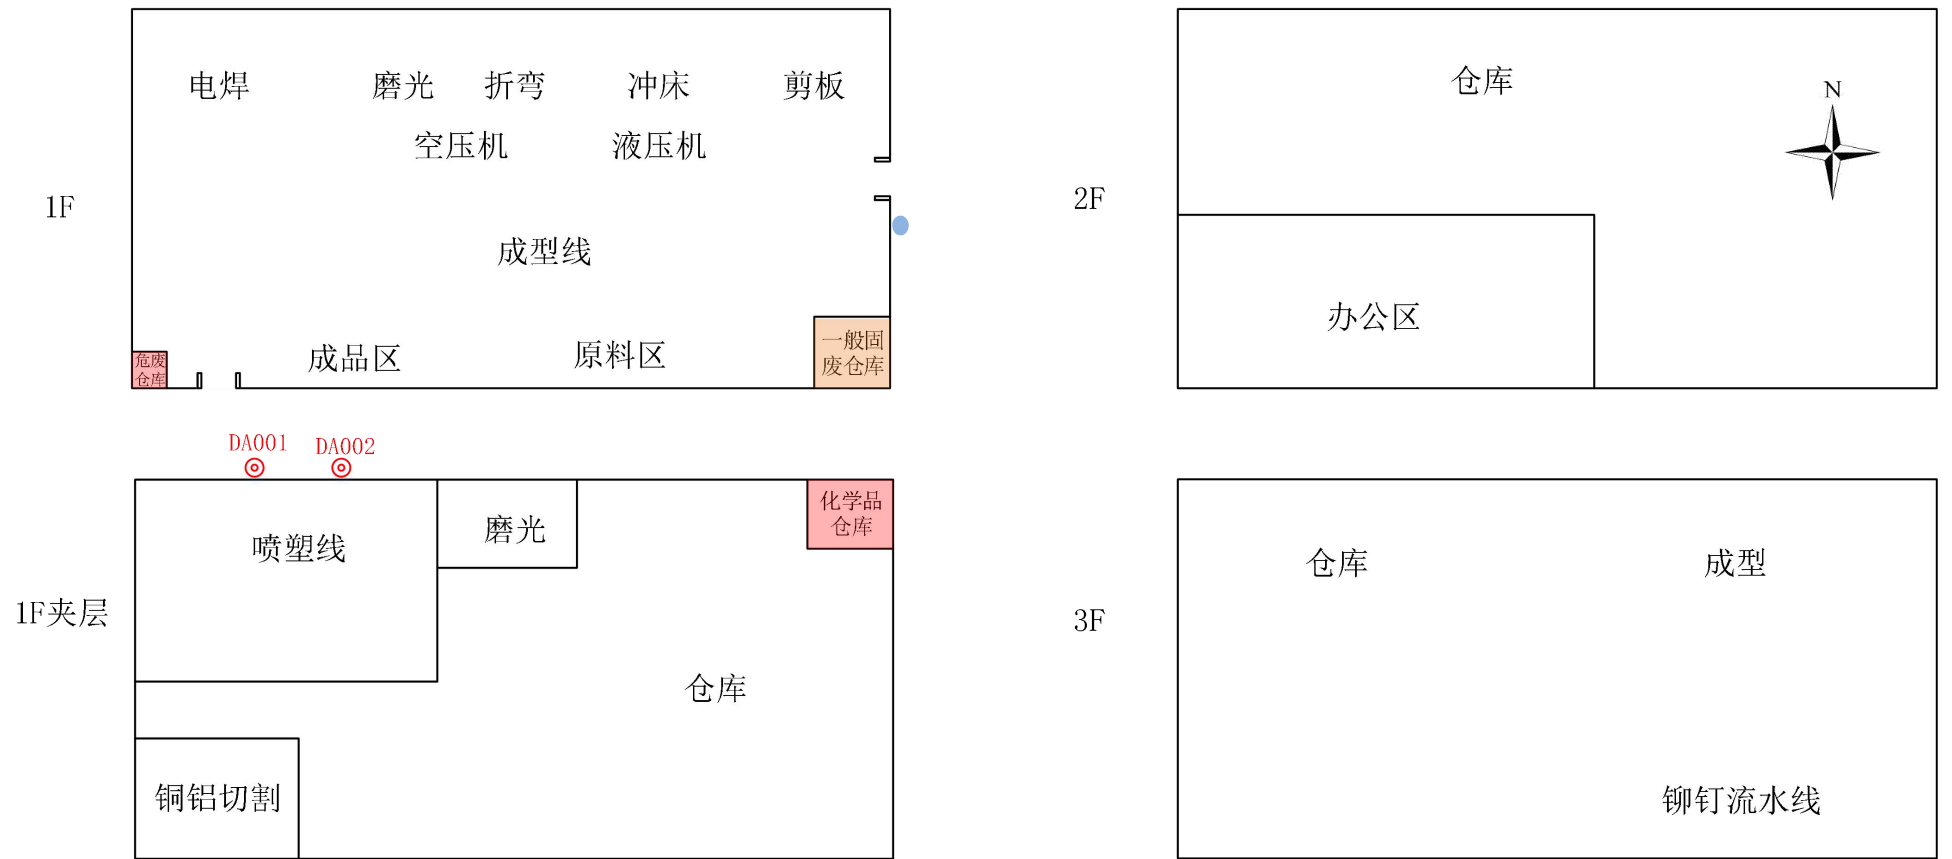 电焊
磨光
折弯
冲床
剪板
空压机
液压机
1F
成型线
危废
仓库
成品区
原料区
一般固
废仓库
仓库
N
2F
办公区
DA001
DA002
喷塑线
磨光
化学品
仓库
1F夹层
仓库
铜铝切割
仓库
成型
3F
铆钉流水线